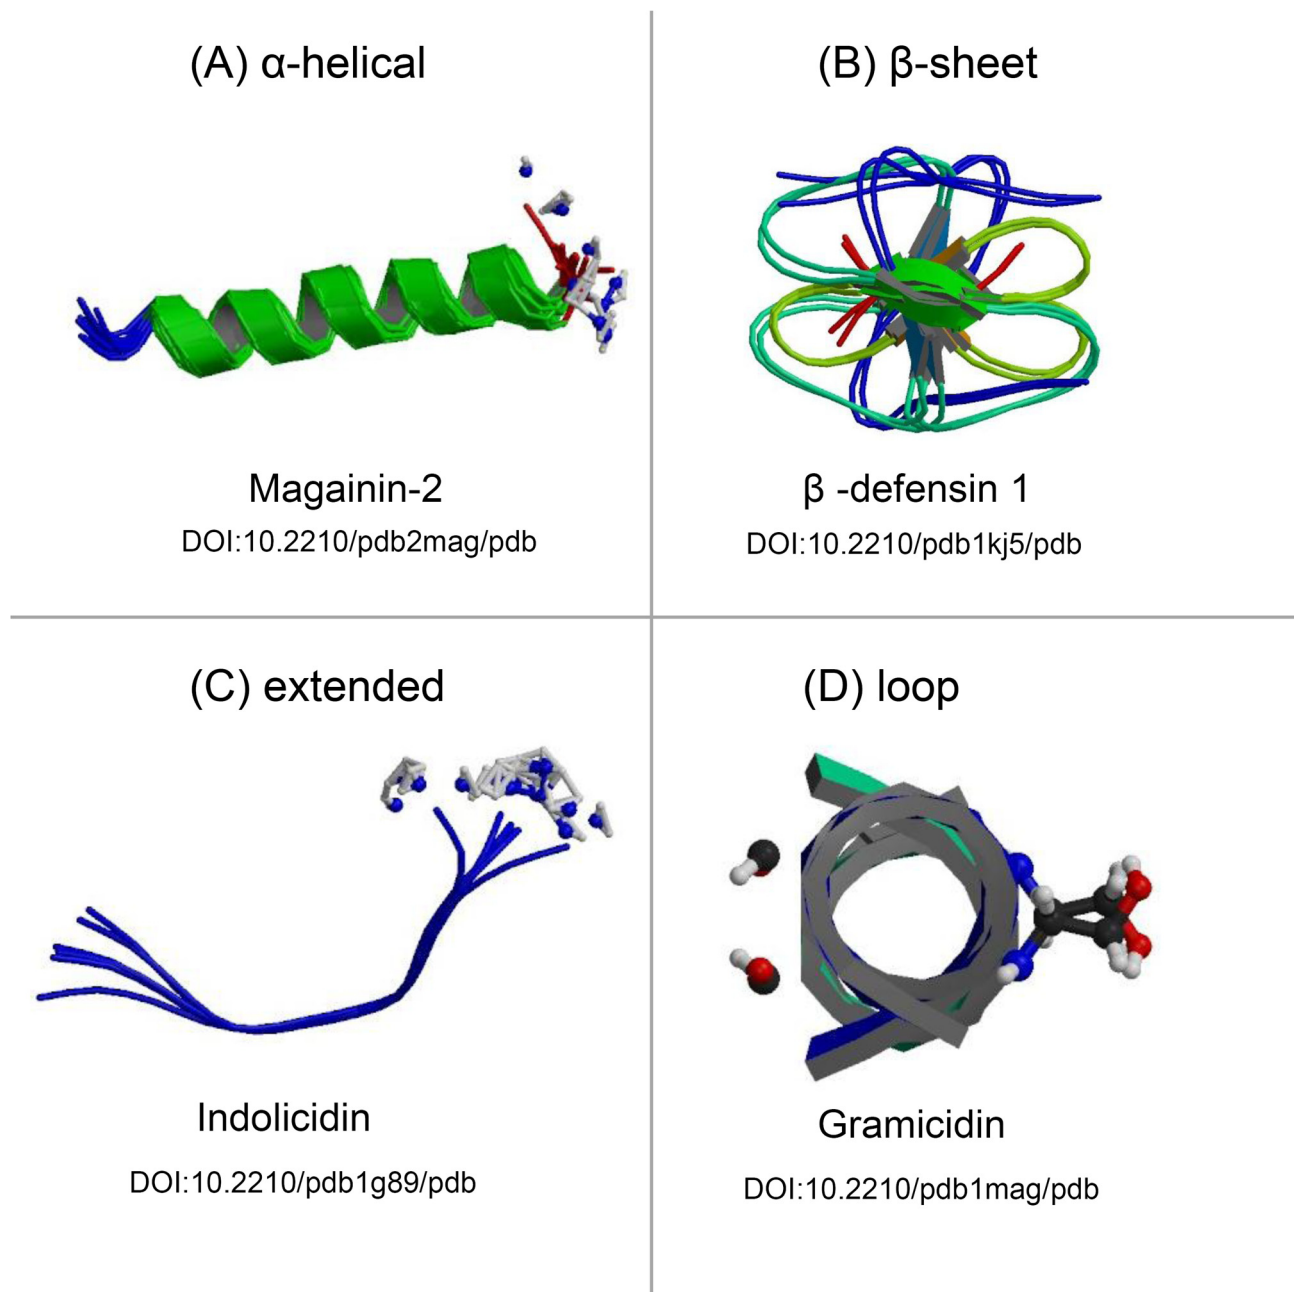 (A) α-helical
(B) β-sheet
Magainin-2
DOI:10.2210/pdb2mag/pdb
β -defensin 1
DOI:10.2210/pdb1kj5/pdb
(C) extended
(D) loop
Indolicidin
DOI:10.2210/pdb1g89/pdb
Gramicidin
DOI:10.2210/pdb1mag/pdb